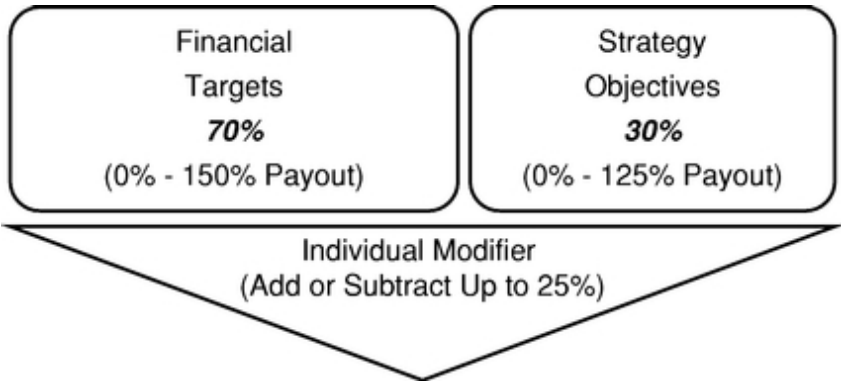 Financial
Targets
70%
(0% - 150% Payout)
Strategy
Objectives
30%
(0% - 125% Payout)
Individual Modifier
(Add or Subtract Up to 25%)